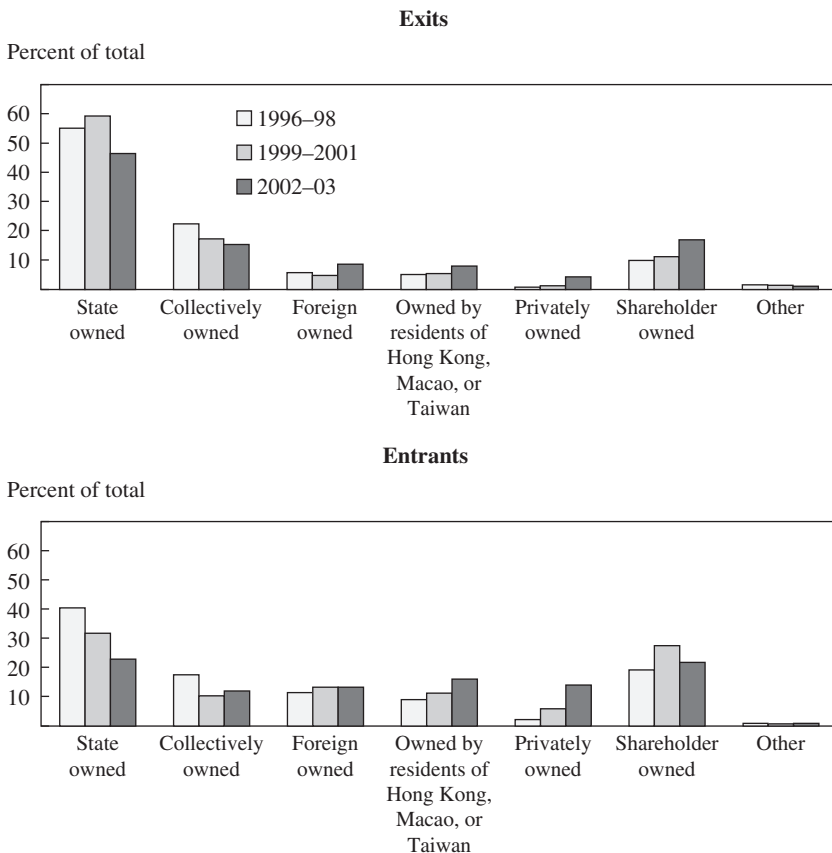 Exits
Percent of total
60
50
40
30
20
10
1996–98
1999–2001
2002–03
State
owned
Collectively
owned
Foreign
owned
Owned by
residents of
Hong Kong,
Macao, or
Taiwan
Privately
owned
Shareholder
owned
Other
Entrants
Percent of total
60
50
40
30
20
10
State
owned
Collectively
owned
Foreign
owned
Owned by
residents of
Hong Kong,
Macao, or
Taiwan
Privately
owned
Shareholder
owned
Other